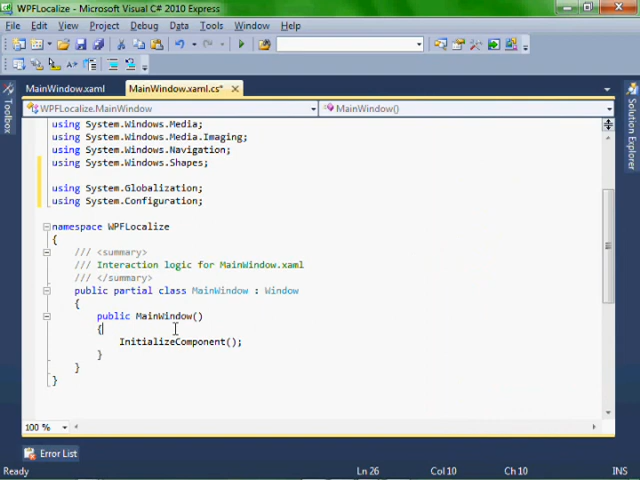 WPFLocalize - Microsoft Visual C# 2010 Express
File Edit View Project Debug Data Tools Window Help
MainWindow.xaml MainWindow.xaml.cs*
WPFLocalize.MainWindow MainWindow()
Toolbox
Solution Explorer
using System.Windows.Media;
using System.Windows.Media.Imaging;
using System.Windows.Navigation;
using System.Windows.Shapes;
using System.Globalization;
using System.Configuration;
namespace WPFLocalize
{
/// <summary>
/// Interaction logic for MainWindow.xaml
/// </summary>
public partial class MainWindow : Window
{
public MainWindow()
{
InitializeComponent();
}
}
}
100 %
Error List
Ready Ln 26 Col 10 Ch 10 INS